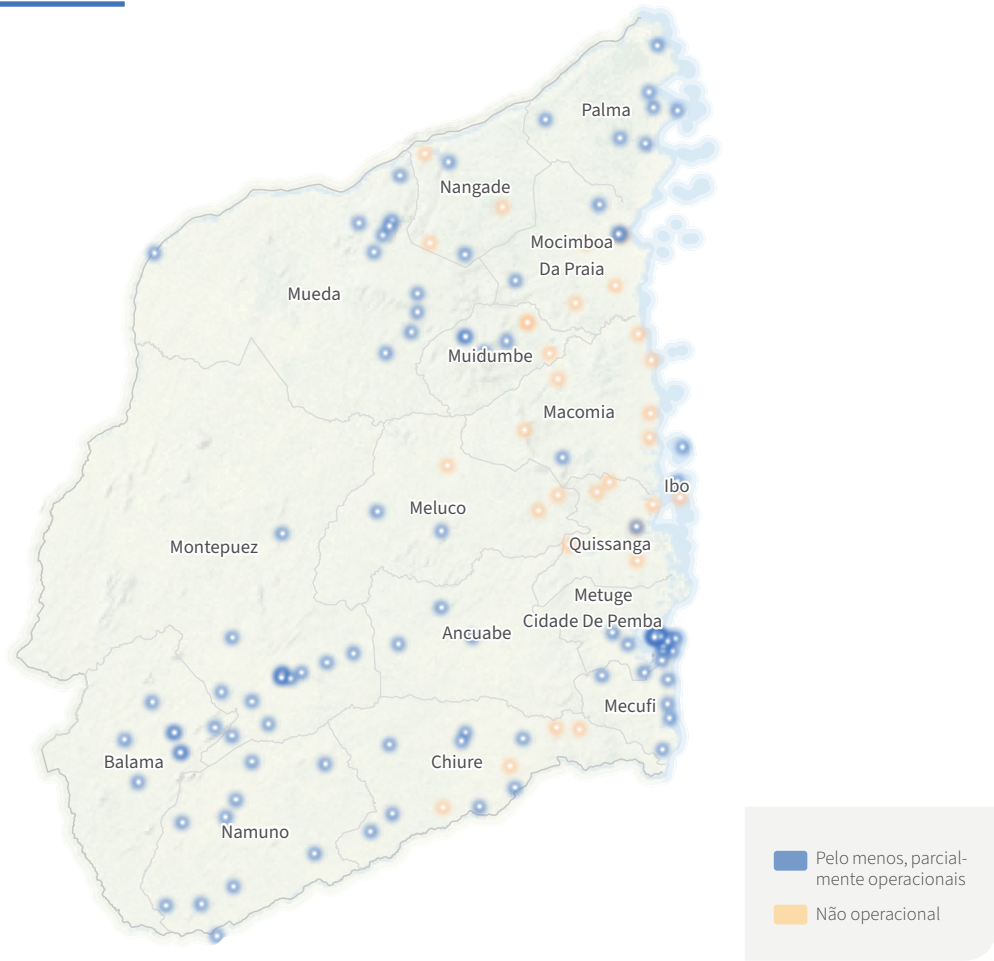 Palma
Nangade
Mocimboa
Da Praia
Mueda
Muidumbe
Macomia
Ibo
Meluco
Montepuez
Quissanga
Metuge
Cidade De Pemba
Ancuabe
Mecufi
Balama
Chiure
Namuno
Pelo menos, parcial-
mente operacionais
Não operacional